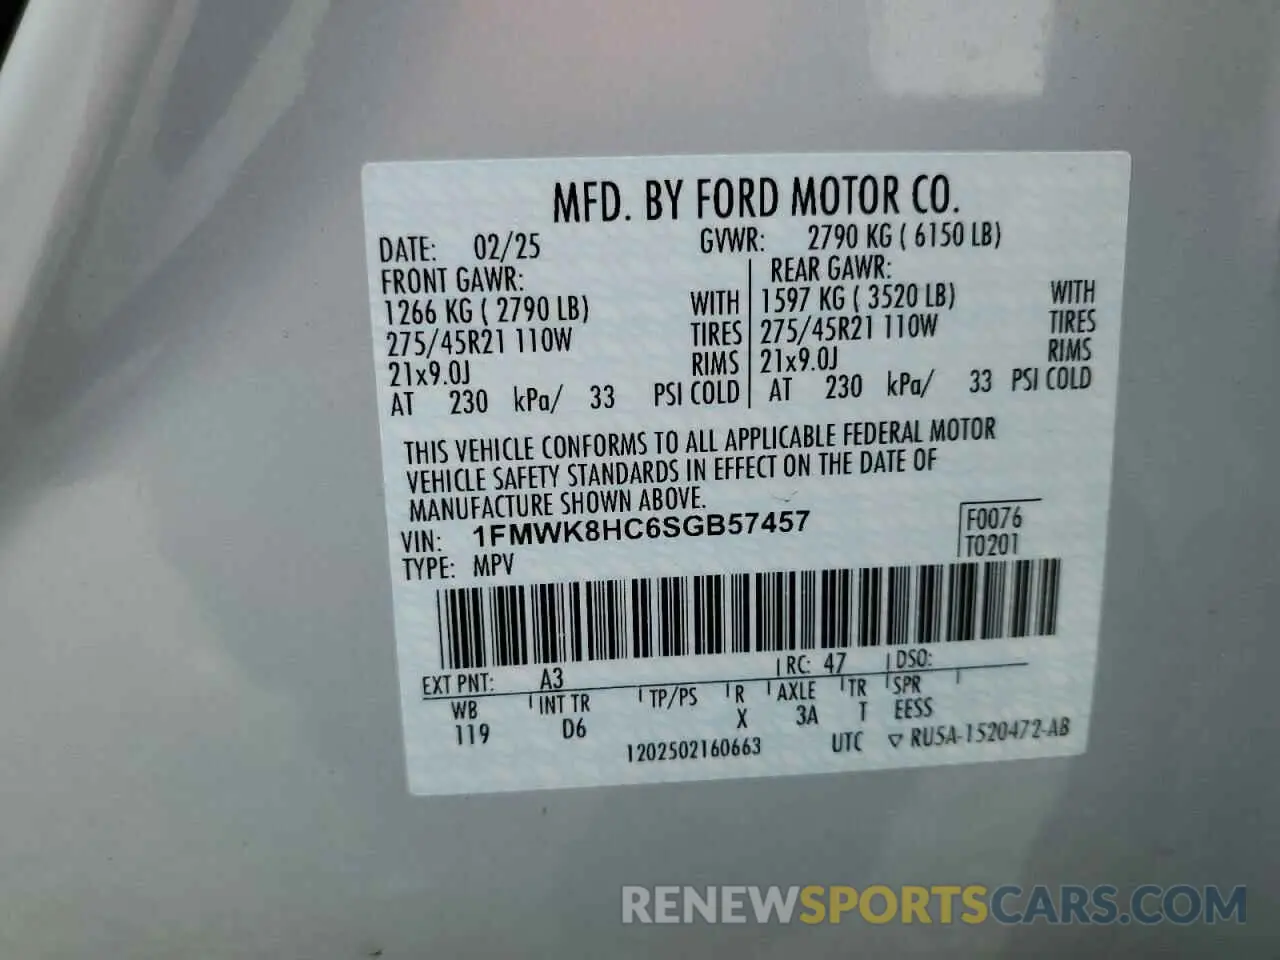 MFD. BY FORD MOTOR CO.
DATE: 02/25 GVWR: 2790 KG ( 6150 LB)
FRONT GAWR: REAR GAWR:
1266 KG ( 2790 LB) WITH 1597 KG ( 3520 LB) WITH
275/45R21 110W TIRES 275/45R21 110W TIRES
21x9.0J RIMS 21x9.0J RIMS
AT 230 kPa/ 33 PSI COLD AT 230 kPa/ 33 PSI COLD
THIS VEHICLE CONFORMS TO ALL APPLICABLE FEDERAL MOTOR
VEHICLE SAFETY STANDARDS IN EFFECT ON THE DATE OF
MANUFACTURE SHOWN ABOVE.
VIN: 1FMWK8HC6SGB57457 F0076
TYPE: MPV T0201
EXT PNT: A3 RC: 47 DSO:
WB INT TR TP/PS R AXLE TR SPR
119 D6 X 3A T EESS
1202502160663 UTC ▽ RU5A-1520472-AB
RENEWSPORTSCARS.COM